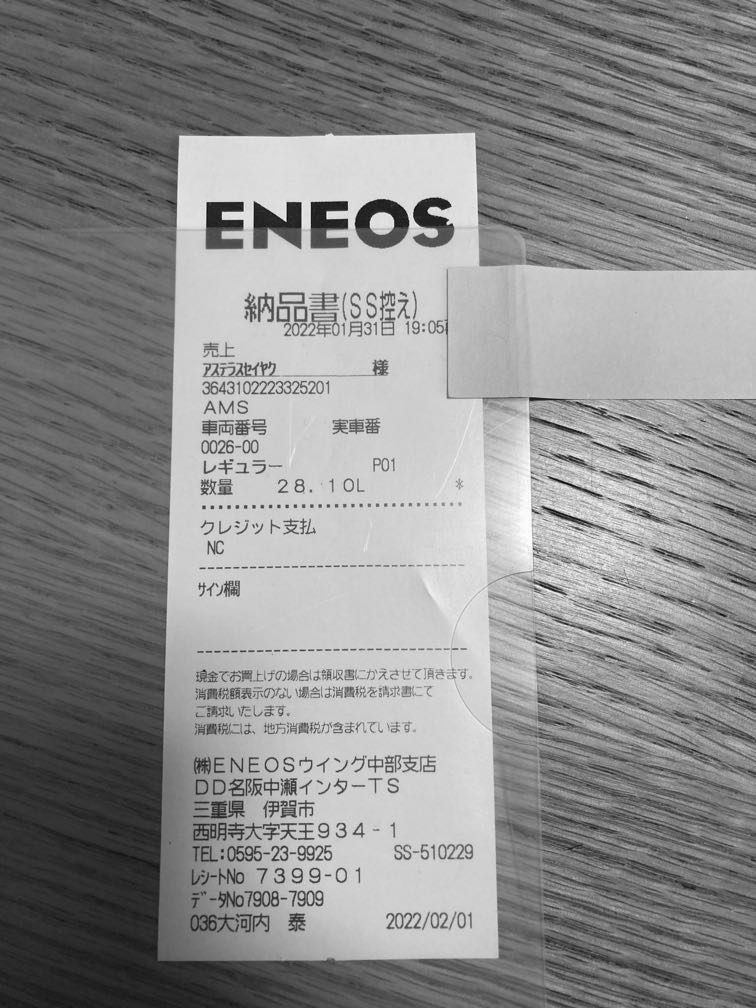 ENEOS
納品書(SS控え)
2022年01月31日 19:05
売上
アステラスセイヤク 様
3643102223325201
AMS
車両番号 実車番
0026-00
レギュラー P01
数量 28.10L *
クレジット支払
NC
サイン欄
現金でお買上げの場合は領収書にかえさせて頂きます。
消費税額表示のない場合は消費税を請求書にて
ご請求いたします。
消費税には、地方消費税が含まれています。
㈱ENEOSウイング中部支店
DD名阪中瀬インターTS
三重県 伊賀市
西明寺大字天王934-1
TEL:0595-23-9925 SS-510229
レシートNo 7399-01
データNo7908-7909
036大河内 泰 2022/02/01